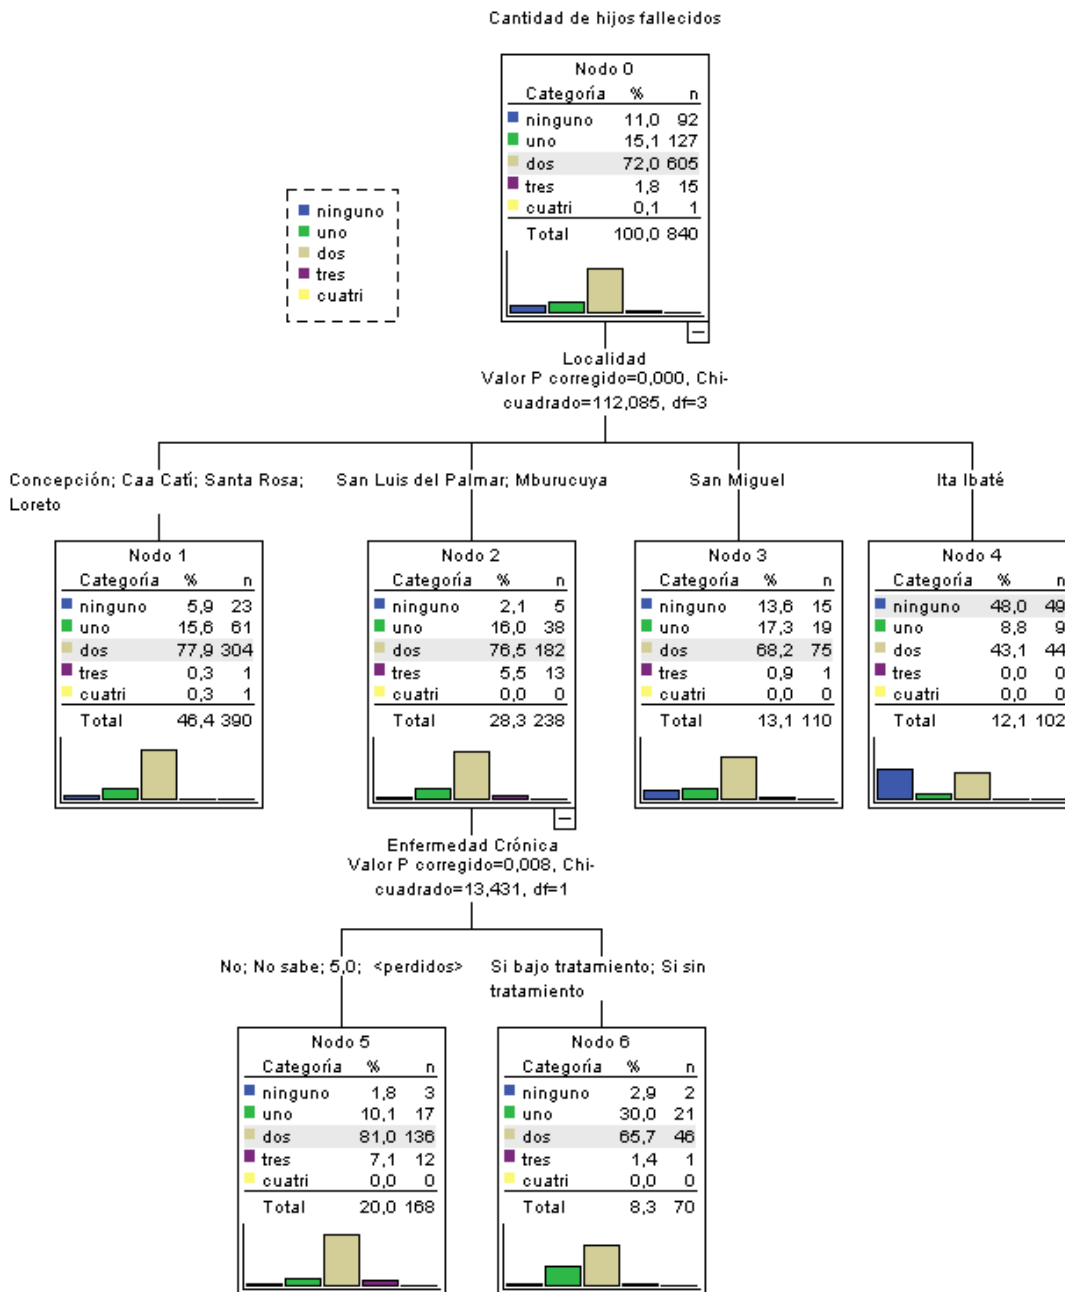 Cantidad de hijos fallecidos
Nodo 0
Categoría % n
ninguno 11,0 92
uno 15,1 127
dos 72,0 605
tres 1,8 15
cuatri 0,1 1
Total 100,0 840
ninguno
uno
dos
tres
cuatri
Localidad
Valor P corregido=0,000, Chi-
cuadrado=112,085, df=3
Concepción; Caa Catí; Santa Rosa;
Loreto
San Luis del Palmar; Mburucuya
San Miguel
Ita Ibaté
Nodo 1
Categoría % n
ninguno 5,9 23
uno 15,6 61
dos 77,9 304
tres 0,3 1
cuatri 0,3 1
Total 46,4 390
Nodo 2
Categoría % n
ninguno 2,1 5
uno 16,0 38
dos 76,5 182
tres 5,5 13
cuatri 0,0 0
Total 28,3 238
Nodo 3
Categoría % n
ninguno 13,6 15
uno 17,3 19
dos 68,2 75
tres 0,9 1
cuatri 0,0 0
Total 13,1 110
Nodo 4
Categoría % n
ninguno 48,0 49
uno 8,8 9
dos 43,1 44
tres 0,0 0
cuatri 0,0 0
Total 12,1 102
Enfermedad Crónica
Valor P corregido=0,008, Chi-
cuadrado=13,431, df=1
No; No sabe; 5,0; <perdidos>
Si bajo tratamiento; Si sin
tratamiento
Nodo 5
Categoría % n
ninguno 1,8 3
uno 10,1 17
dos 81,0 136
tres 7,1 12
cuatri 0,0 0
Total 20,0 168
Nodo 6
Categoría % n
ninguno 2,9 2
uno 30,0 21
dos 65,7 46
tres 1,4 1
cuatri 0,0 0
Total 8,3 70